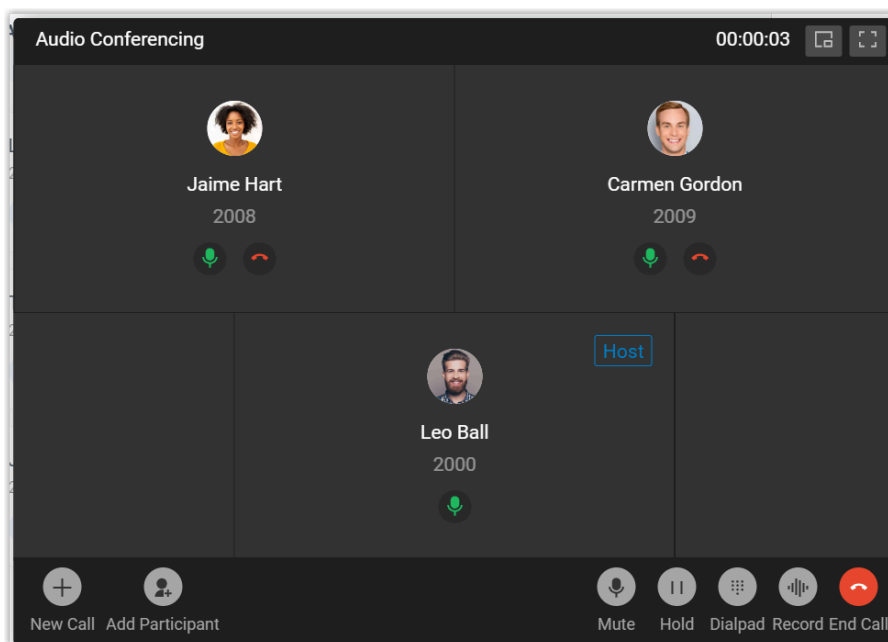 Audio Conferencing 00:00:03
Jaime Hart Carmen Gordon
2008 2009
Host
Leo Ball
2000
New Call Add Participant Mute Hold Dialpad Record End Call